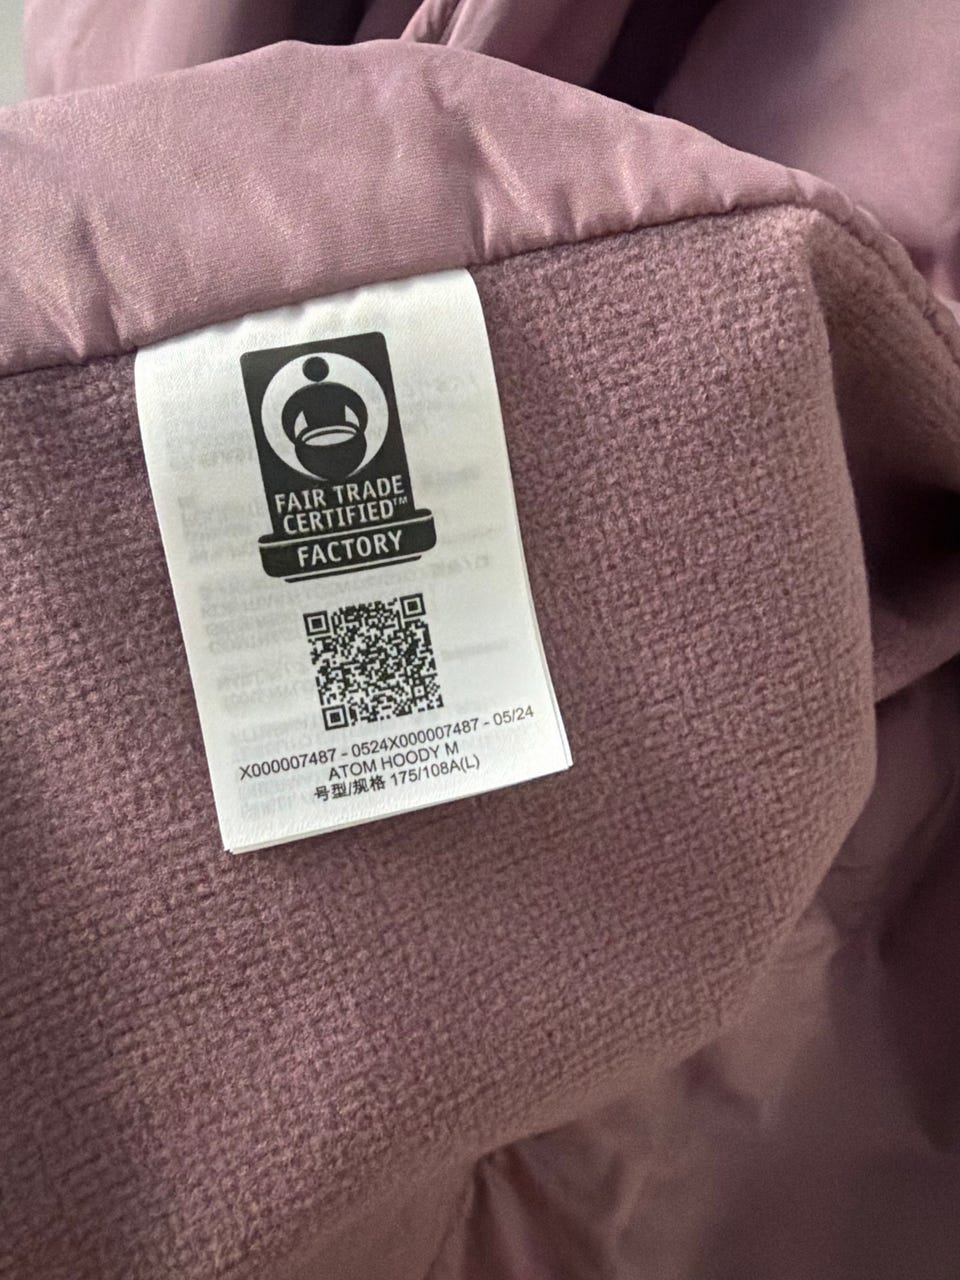 FAIR TRADE
CERTIFIED™
FACTORY
X000007487 - 0524X000007487 - 05/24
ATOM HOODY M
号型/规格 175/108A(L)